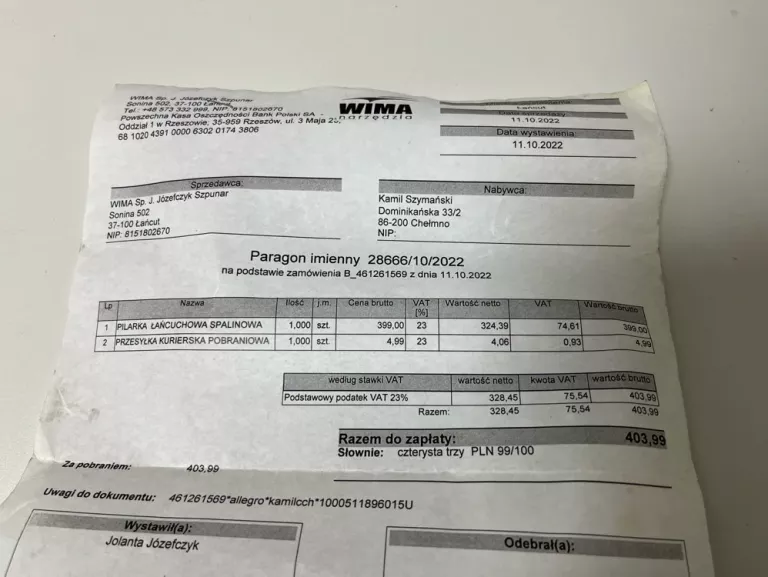 WIMA Sp. J. Józefczyk Szpunar
Sonina 502, 37-100 Łańcut
Tel.: +48 573 332 999, NIP: 8151802670
Powszechna Kasa Oszczędności Bank Polski SA -
Oddział 1 w Rzeszowie; 35-959 Rzeszów, ul. 3 Maja 23,
68 1020 4391 0000 6302 0174 3806
WIMA
narzędzia
Łańcut
Data sprzedaży
11.10.2022
Data wystawienia:
11.10.2022
Sprzedawca:
WIMA Sp. J. Józefczyk Szpunar
Sonina 502
37-100 Łańcut
NIP: 8151802670
Nabywca:
Kamil Szymański
Dominikańska 33/2
86-200 Chełmno
NIP:
Paragon imienny 28666/10/2022
na podstawie zamówienia B_461261569 z dnia 11.10.2022
Lp Nazwa Ilość j.m. Cena brutto VAT [%] Wartość netto VAT Wartość brutto
1 PILARKA ŁAŃCUCHOWA SPALINOWA 1,000 szt. 399,00 23 324,39 74,61 399,00
2 PRZESYŁKA KURIERSKA POBRANIOWA 1,000 szt. 4,99 23 4,06 0,93 4,99
według stawki VAT wartość netto kwota VAT wartość brutto
Podstawowy podatek VAT 23% 328,45 75,54 403,99
Razem: 328,45 75,54 403,99
Razem do zapłaty: 403,99
Słownie: czterysta trzy PLN 99/100
Za pobraniem: 403,99
Uwagi do dokumentu: 461261569*allegro*kamilcch*1000511896015U
Wystawił(a):
Jolanta Józefczyk
Odebrał(a):